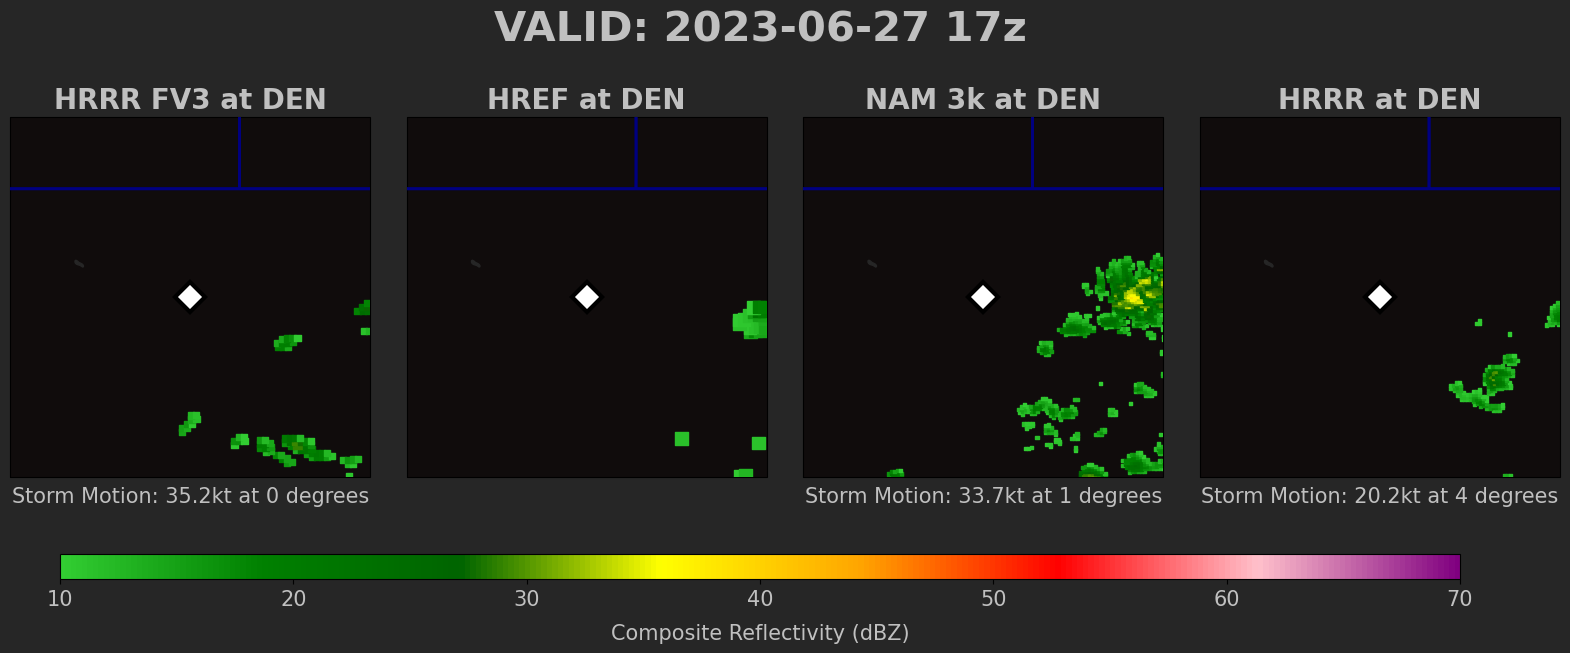 VALID: 2023-06-27 17z
HRRR FV3 at DEN
HREF at DEN
NAM 3k at DEN
HRRR at DEN
Storm Motion: 35.2kt at 0 degrees
Storm Motion: 33.7kt at 1 degrees
Storm Motion: 20.2kt at 4 degrees
10 20 30 40 50 60 70
Composite Reflectivity (dBZ)